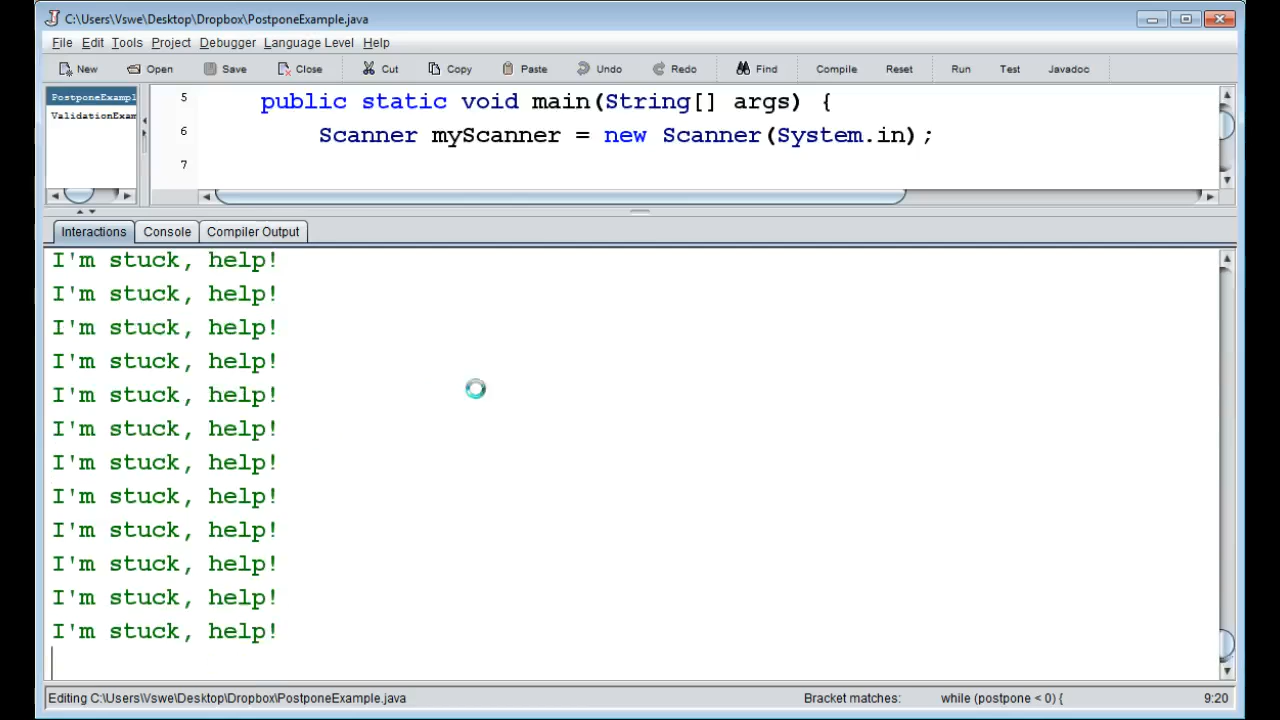 C:\Users\Vswe\Desktop\Dropbox\PostponeExample.java
File Edit Tools Project Debugger Language Level Help
New Open Save Close Cut Copy Paste Undo Redo Find Compile Reset Run Test Javadoc
PostponeExampl
ValidationExam
5 public static void main(String[] args) {
6 Scanner myScanner = new Scanner(System.in);
7
Interactions Console Compiler Output
I'm stuck, help!
I'm stuck, help!
I'm stuck, help!
I'm stuck, help!
I'm stuck, help!
I'm stuck, help!
I'm stuck, help!
I'm stuck, help!
I'm stuck, help!
I'm stuck, help!
I'm stuck, help!
I'm stuck, help!
Editing C:\Users\Vswe\Desktop\Dropbox\PostponeExample.java Bracket matches: while (postpone < 0) { 9:20